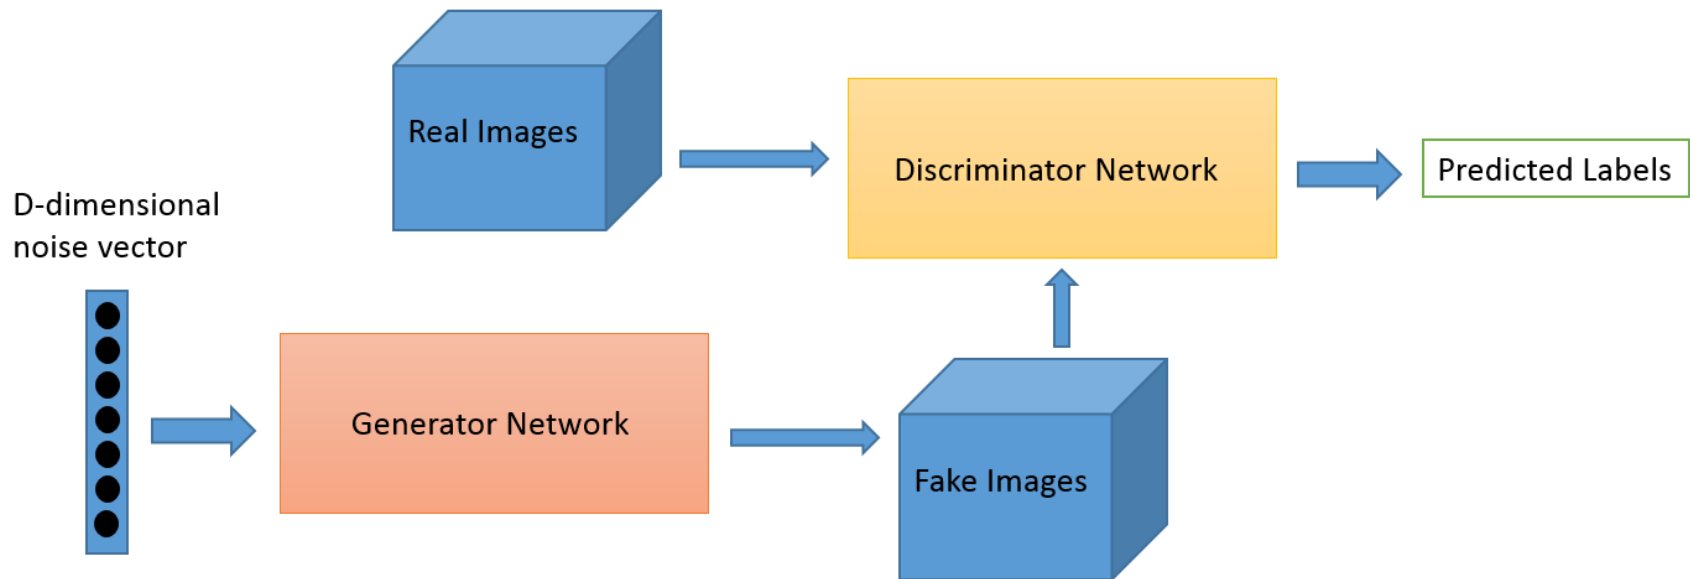 Real Images
Discriminator Network
Predicted Labels
D-dimensional
noise vector
Generator Network
Fake Images